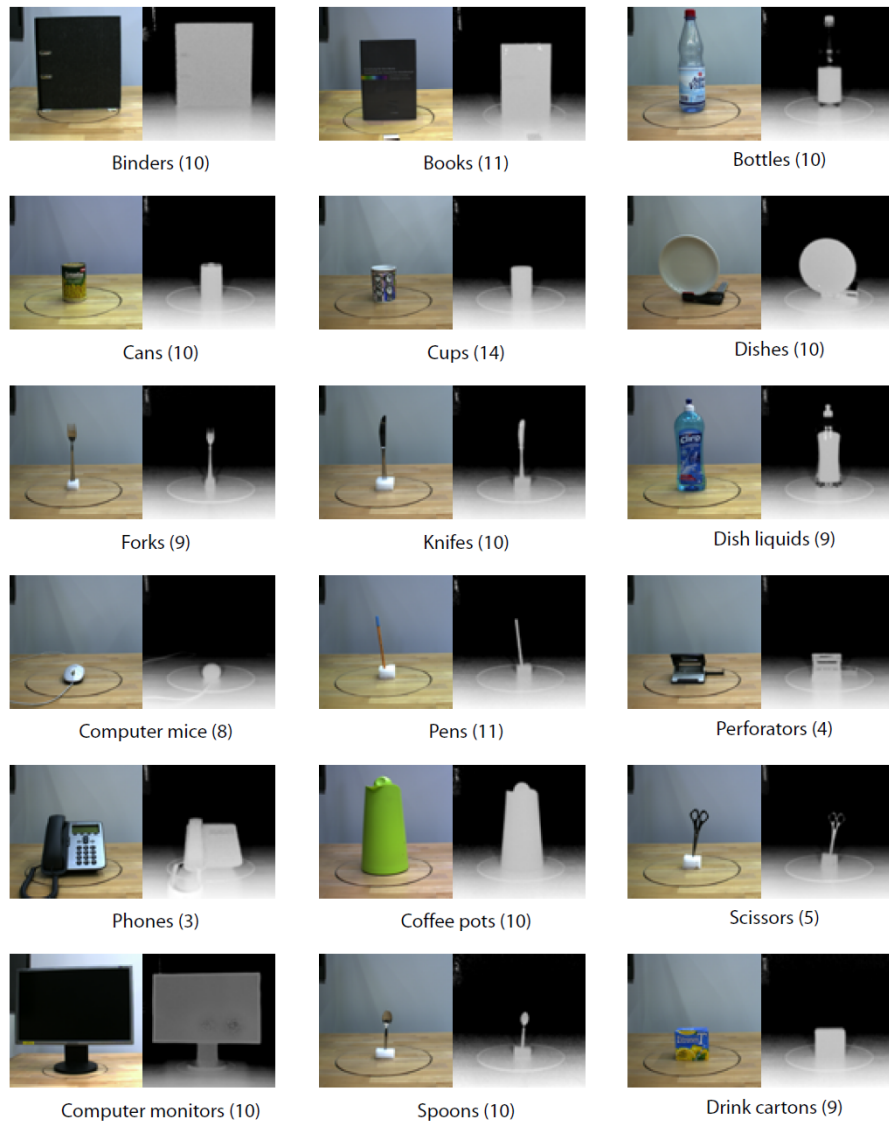 Binders (10)
Books (11)
Bottles (10)
Cans (10)
Cups (14)
Dishes (10)
Forks (9)
Knifes (10)
Dish liquids (9)
Computer mice (8)
Pens (11)
Perforators (4)
Phones (3)
Coffee pots (10)
Scissors (5)
Computer monitors (10)
Spoons (10)
Drink cartons (9)